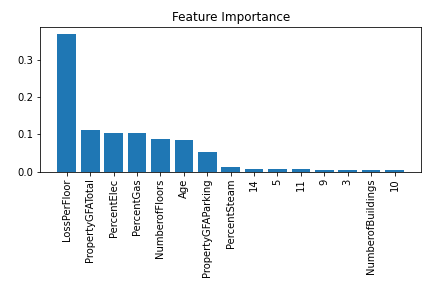 Feature Importance
0.3
0.2
0.1
0.0
LossPerFloor
PropertyGFATotal
PercentElec
PercentGas
NumberofFloors
Age
PropertyGFAParking
PercentSteam
14
5
11
9
3
NumberofBuildings
10